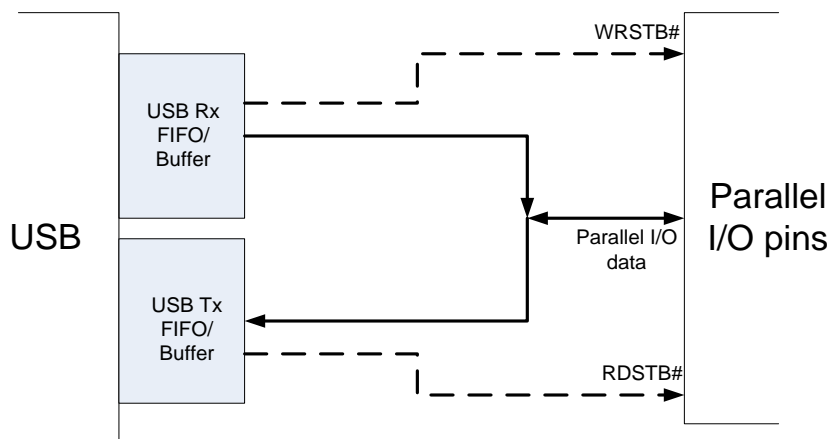 WRSTB#
USB Rx
FIFO/
Buffer
USB
Parallel
I/O pins
Parallel I/O
data
USB Tx
FIFO/
Buffer
RDSTB#